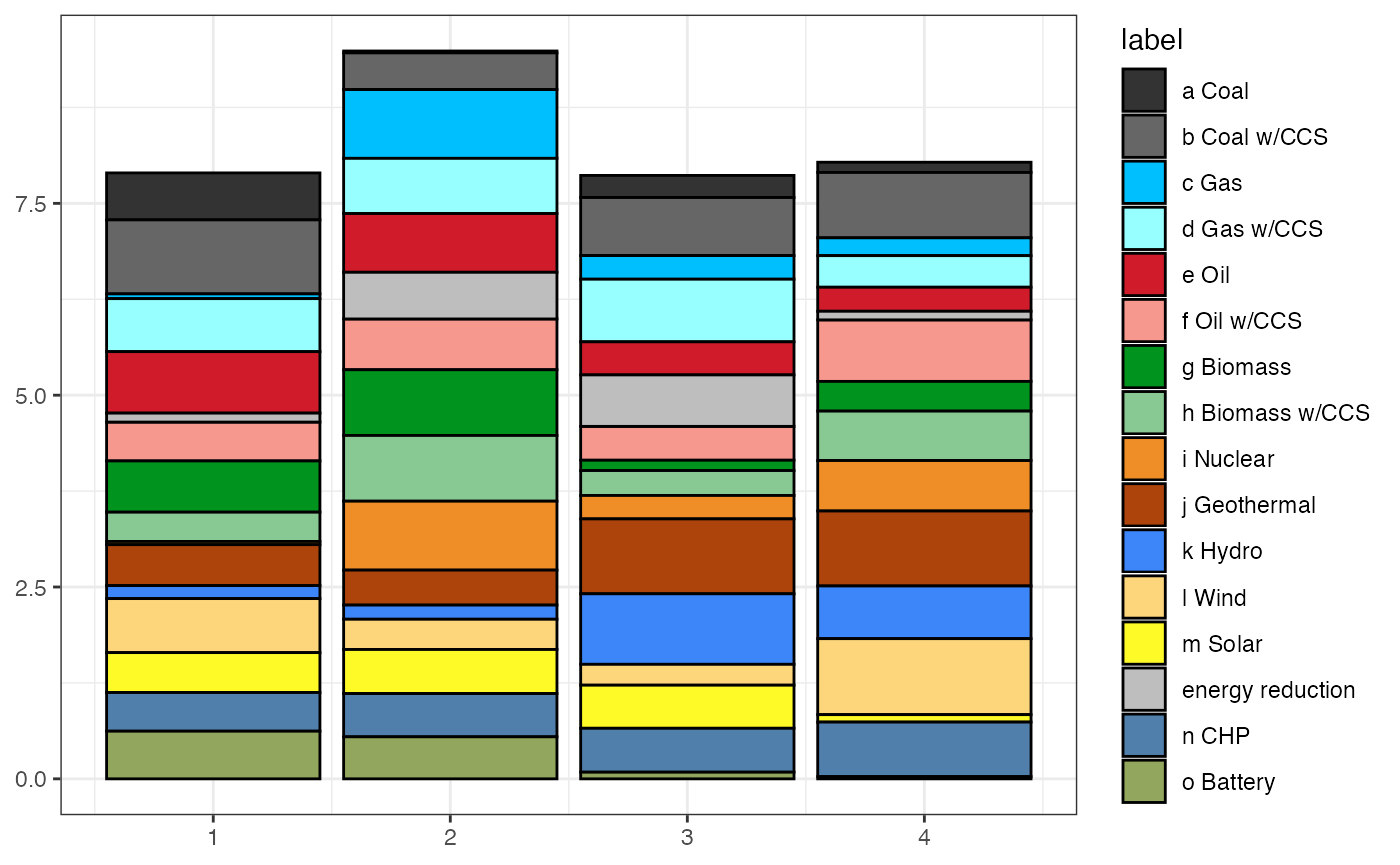 label
a Coal
b Coal w/CCS
c Gas
d Gas w/CCS
e Oil
f Oil w/CCS
g Biomass
h Biomass w/CCS
i Nuclear
j Geothermal
k Hydro
l Wind
m Solar
energy reduction
n CHP
o Battery
7.5
5.0
2.5
0.0
1 2 3 4